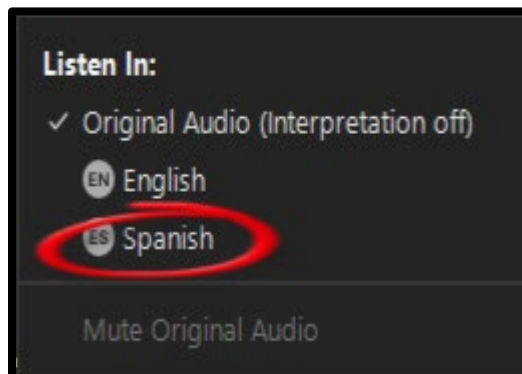 Listen In:
✓ Original Audio (Interpretation off)
EN English
ES Spanish
Mute Original Audio